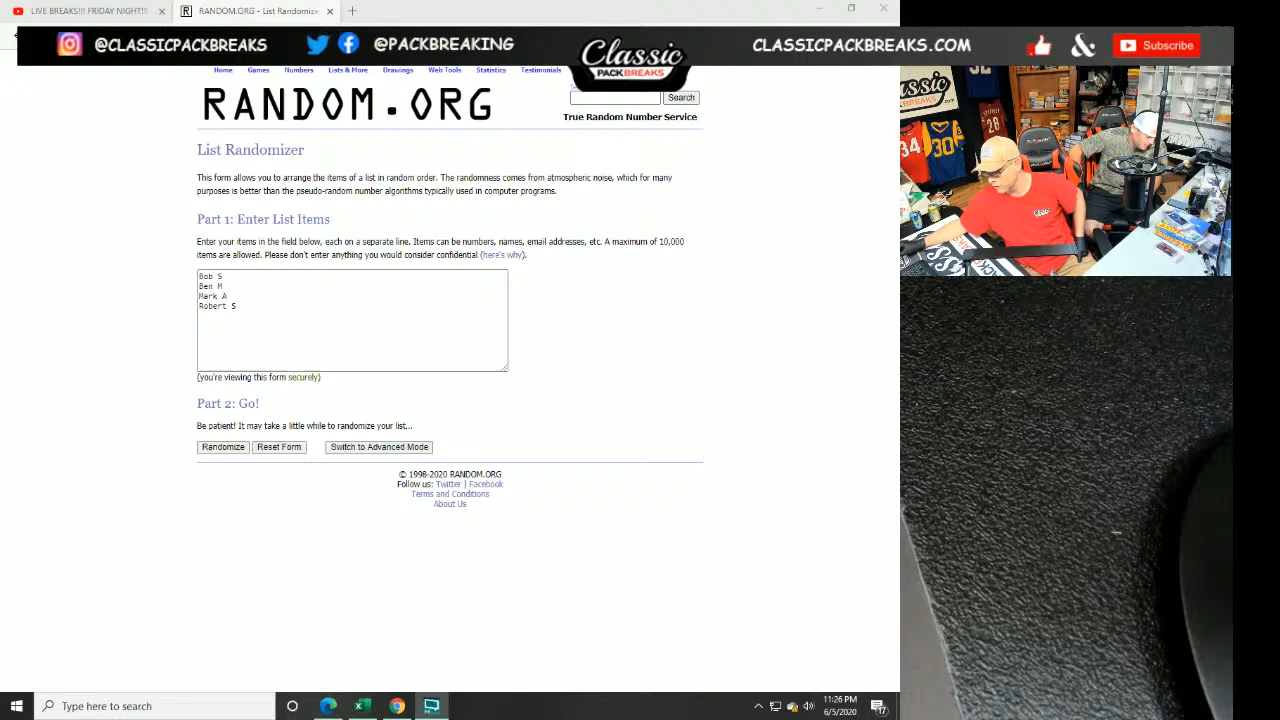 LIVE BREAKS!!! FRIDAY NIGHT!!!
RANDOM.ORG - List Randomize
@CLASSICPACKBREAKS
@PACKBREAKING
Classic
PACK BREAKS
CLASSICPACKBREAKS.COM
&
Subscribe
Home Games Numbers Lists & More Drawings Web Tools Statistics Testimonials
RANDOM.ORG
Search
True Random Number Service
List Randomizer
This form allows you to arrange the items of a list in random order. The randomness comes from atmospheric noise, which for many
purposes is better than the pseudo-random number algorithms typically used in computer programs.
Part 1: Enter List Items
Enter your items in the field below, each on a separate line. Items can be numbers, names, email addresses, etc. A maximum of 10,000
items are allowed. Please don't enter anything you would consider confidential (here's why).
Bob S
Ben M
Mark A
Robert S
(you're viewing this form securely)
Part 2: Go!
Be patient! It may take a little while to randomize your list...
Randomize Reset Form Switch to Advanced Mode
© 1998-2020 RANDOM.ORG
Follow us: Twitter | Facebook
Terms and Conditions
About Us
Classic
34
30
28
Type here to search
11:26 PM
6/5/2020
17